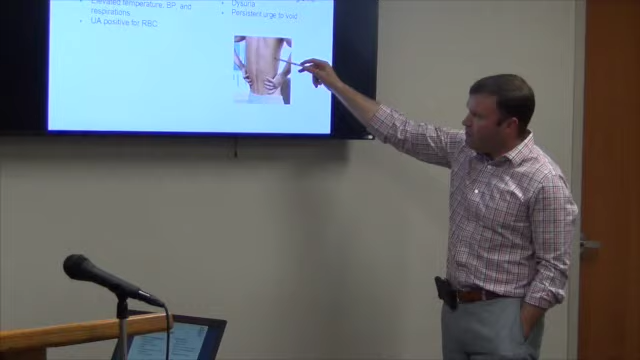 Elevated temperature, BP, and
respirations.
UA positive for RBC
Dysuria
Persistent urge to void